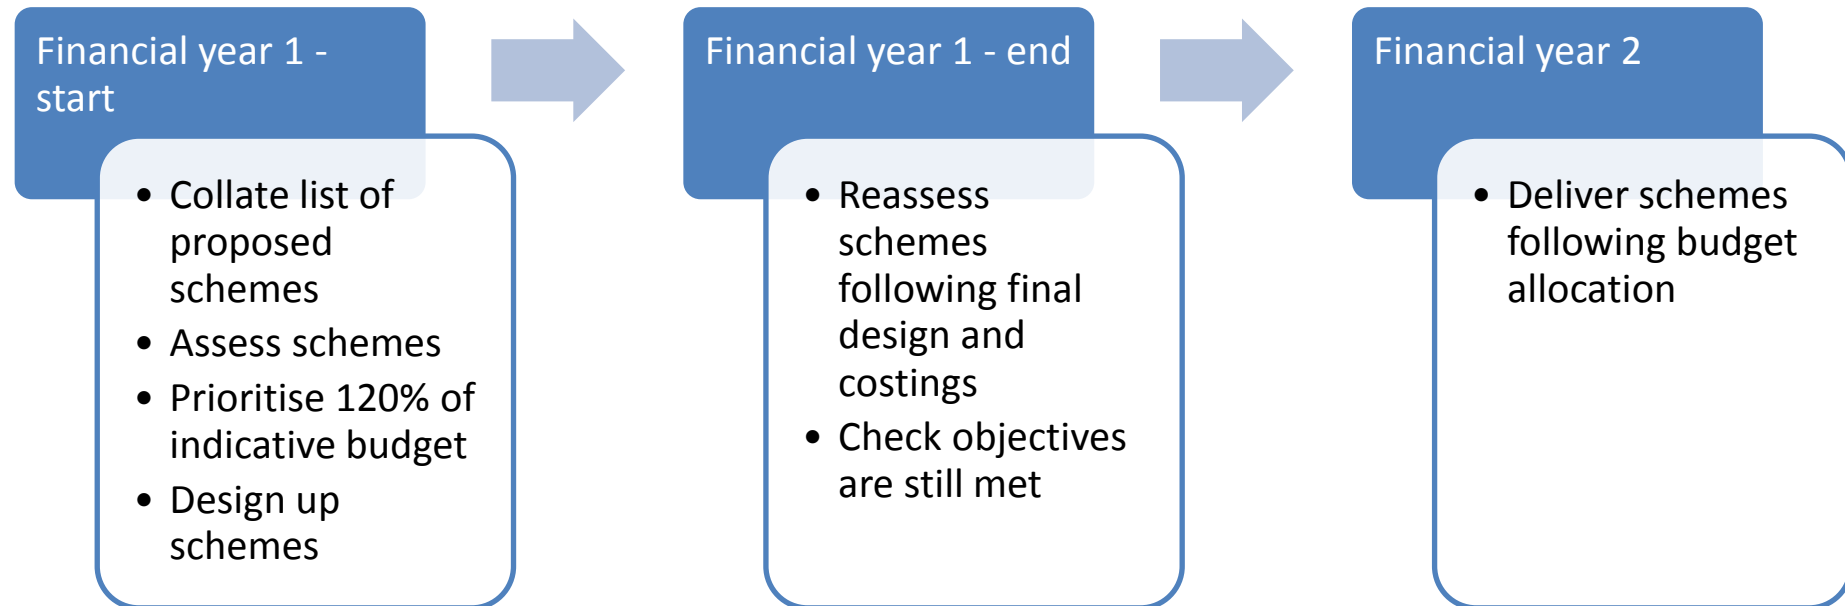 Financial year 1 -
start
• Collate list of
proposed
schemes
• Assess schemes
• Prioritise 120% of
indicative budget
• Design up
schemes
Financial year 1 - end
• Reassess
schemes
following final
design and
costings
• Check objectives
are still met
Financial year 2
• Deliver schemes
following budget
allocation